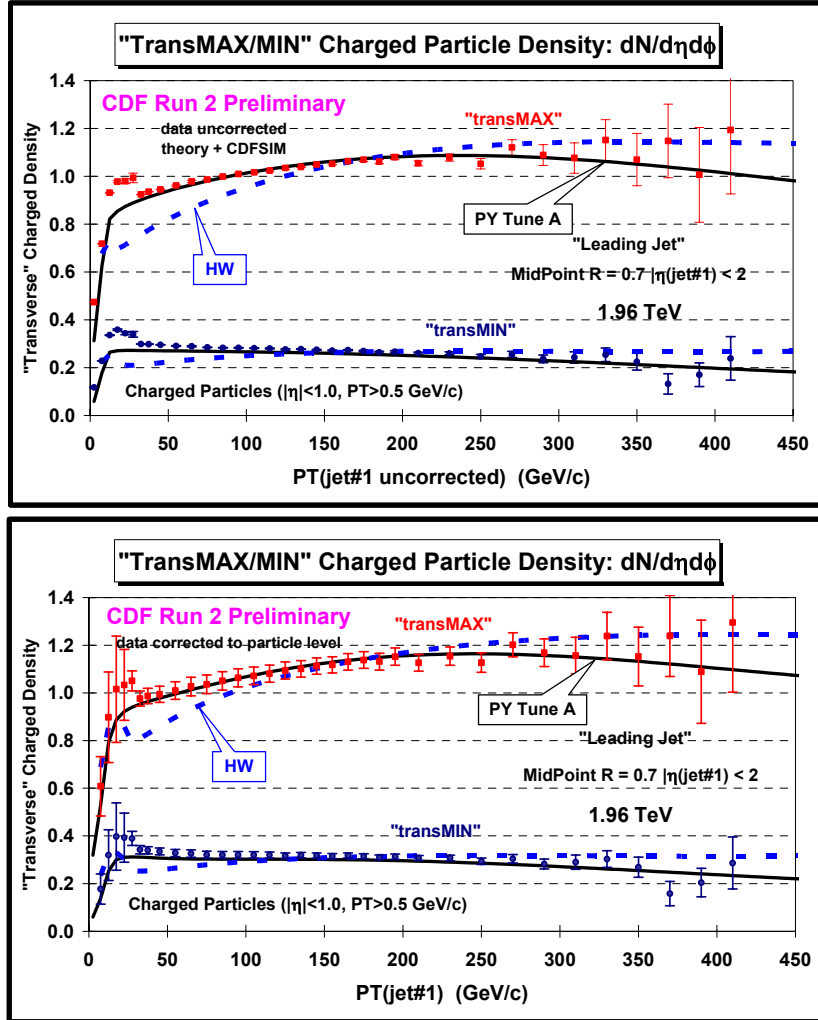 "TransMAX/MIN" Charged Particle Density: dN/dηdϕ
CDF Run 2 Preliminary
data uncorrected
theory + CDFSIM
"transMAX"
PY Tune A
HW
"Leading Jet"
MidPoint R = 0.7 |η(jet#1) < 2
1.96 TeV
"transMIN"
Charged Particles (|η|<1.0, PT>0.5 GeV/c)
"Transverse" Charged Density
1.4
1.2
1.0
0.8
0.6
0.4
0.2
0.0
0 50 100 150 200 250 300 350 400 450
PT(jet#1 uncorrected) (GeV/c)
"TransMAX/MIN" Charged Particle Density: dN/dηdϕ
CDF Run 2 Preliminary
data corrected to particle level
"transMAX"
PY Tune A
HW
"Leading Jet"
MidPoint R = 0.7 |η(jet#1) < 2
1.96 TeV
"transMIN"
Charged Particles (|η|<1.0, PT>0.5 GeV/c)
"Transverse" Charged Density
1.4
1.2
1.0
0.8
0.6
0.4
0.2
0.0
0 50 100 150 200 250 300 350 400 450
PT(jet#1) (GeV/c)